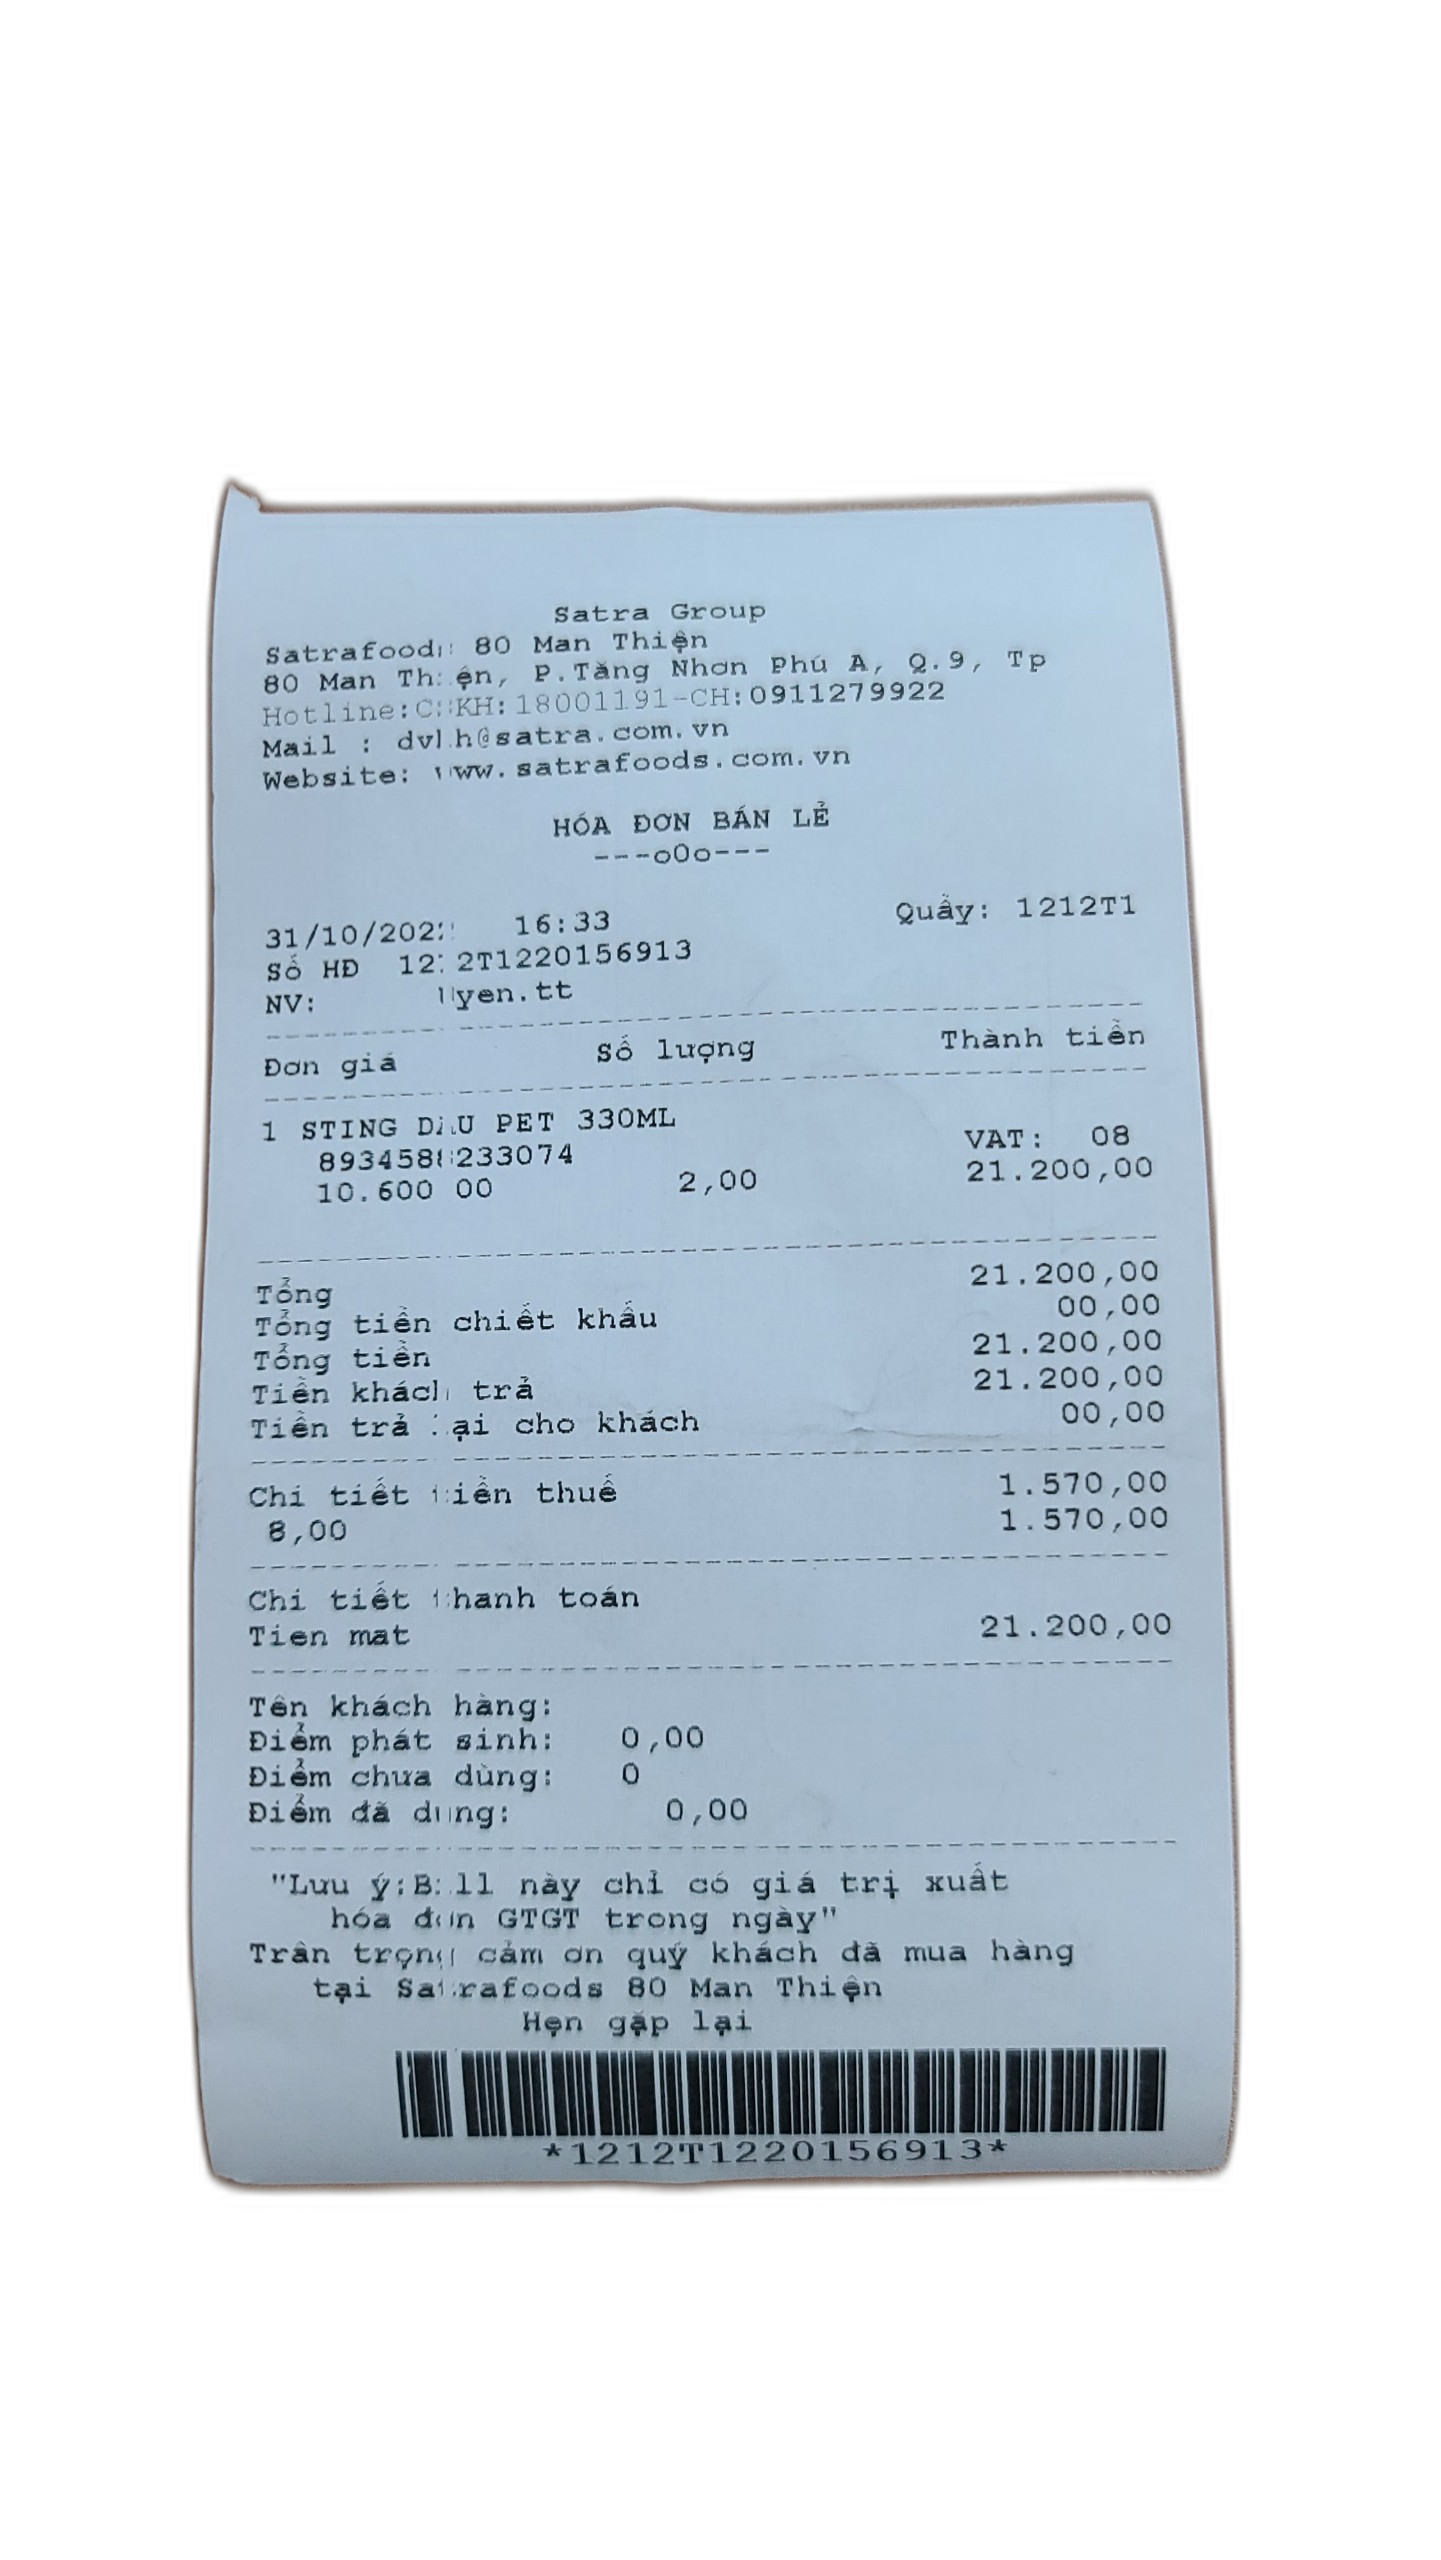 Satra Group
Satrafoods 80 Man Thiện
80 Man Thiện, P.Tăng Nhơn Phú A, Q.9, Tp
Hotline:CSKH:18001191-CH:0911279922
Mail : dvkh@satra.com.vn
Website: www.satrafoods.com.vn
HÓA ĐƠN BÁN LẺ
---oOo---
31/10/2022 16:33 Quầy: 1212T1
Số HĐ 1212T1220156913
NV: uyen.tt
Đơn giá Số lượng Thành tiền
1 STING DAU PET 330ML
8934588233074 VAT: 08
10.600 00 2,00 21.200,00
Tổng 21.200,00
Tổng tiền chiết khấu 00,00
Tổng tiền 21.200,00
Tiền khách trả 21.200,00
Tiền trả lại cho khách 00,00
Chi tiết tiền thuế 1.570,00
8,00 1.570,00
Chi tiết thanh toán
Tien mat 21.200,00
Tên khách hàng:
Điểm phát sinh: 0,00
Điểm chưa dùng: 0
Điểm đã dùng: 0,00
"Lưu ý:Bill này chỉ có giá trị xuất
hóa đơn GTGT trong ngày"
Trân trọng cảm ơn quý khách đã mua hàng
tại Satrafoods 80 Man Thiện
Hẹn gặp lại
*1212T1220156913*